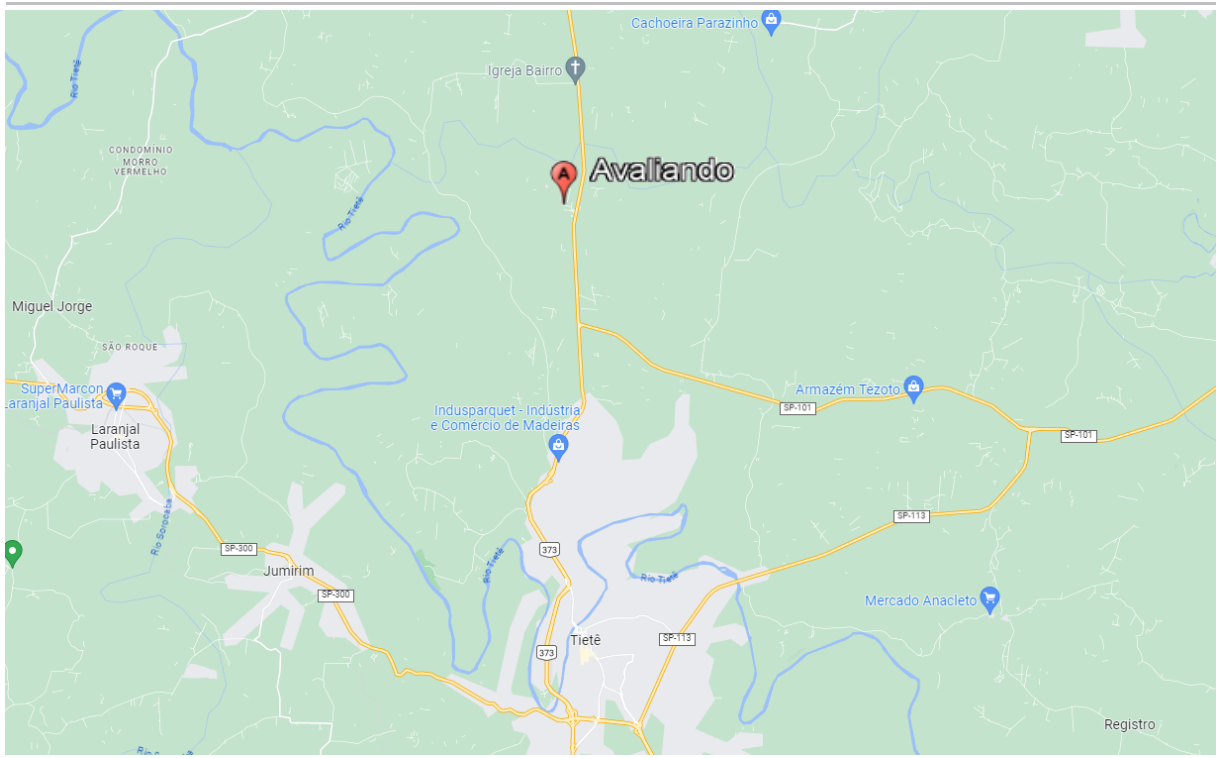 Cachoeira Parazinho
Igreja Bairro
Rio Tietê
CONDOMÍNIO
MORRO
VERMELHO
A
Avaliando
Rio Tietê
Miguel Jorge
SÃO ROQUE
SuperMarcon
Laranjal Paulista
Armazém Tezoto
SP-101
Indusparquet - Indústria
e Comércio de Madeiras
Laranjal
Paulista
SP-101
SP-113
Rio Sorocaba
SP-300
373
Rio Tietê
Jumirim
Rio Tietê
SP-300
Mercado Anacleto
Tietê
SP-113
373
Registro